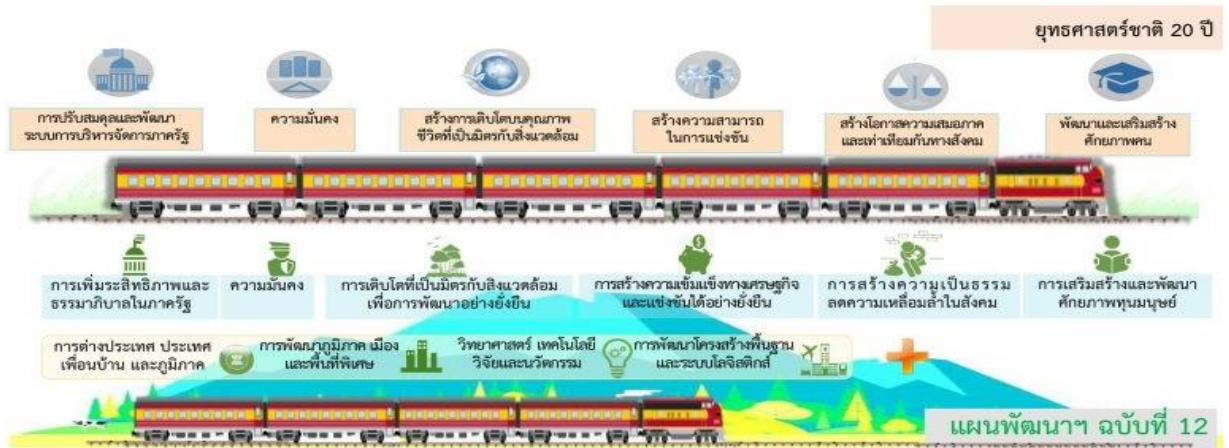 ยุทธศาสตร์ชาติ 20 ปี
การปรับสมดุลและพัฒนา
ระบบการบริหารจัดการภาครัฐ
ความมั่นคง
สร้างการเติบโตบนคุณภาพ
ชีวิตที่เป็นมิตรกับสิ่งแวดล้อม
สร้างความสามารถ
ในการแข่งขัน
สร้างโอกาสความเสมอภาค
และเท่าเทียมกันทางสังคม
พัฒนาและเสริมสร้าง
ศักยภาพคน
การเพิ่มระสิทธิภาพและ
ธรรมาภิบาลในภาครัฐ
ความมั่นคง
การเติบโตที่เป็นมิตรกับสิ่งแวดล้อม
เพื่อการพัฒนาอย่างยั่งยืน
การสร้างความเข้มแข็งทางเศรษฐกิจ
และแข่งขันได้อย่างยั่งยืน
การสร้างความเป็นธรรม
ลดความเหลื่อมล้ำในสังคม
การเสริมสร้างและพัฒนา
ศักยภาพทุนมนุษย์
การต่างประเทศ ประเทศ
เพื่อนบ้าน และภูมิภาค
การพัฒนาภูมิภาค เมือง
และพื้นที่พิเศษ
วิทยาศาสตร์ เทคโนโลยี
วิจัยและนวัตกรรม
การพัฒนาโครงสร้างพื้นฐาน
และระบบโลจิสติกส์
แผนพัฒนาฯ ฉบับที่ 12